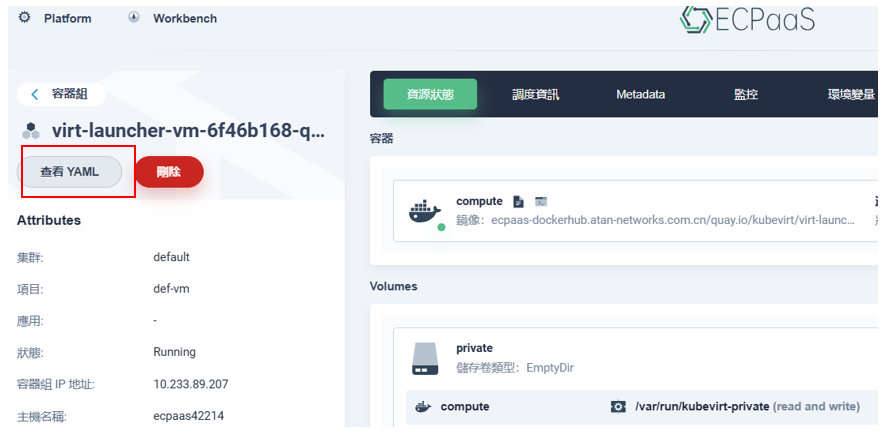 Platform
Workbench
ECPaaS
容器組
virt-launcher-vm-6f46b168-q...
查看 YAML
刪除
Attributes
集群:
default
項目:
def-vm
應用:
-
狀態:
Running
容器組 IP 地址:
10.233.89.207
主機名稱:
ecpaas42214
資源狀態
調度資訊
Metadata
監控
環境變量
容器
compute
鏡像: ecpaas-dockerhub.atan-networks.com.cn/quay.io/kubevirt/virt-launc...
Volumes
private
儲存卷類型: EmptyDir
compute
/var/run/kubevirt-private (read and write)